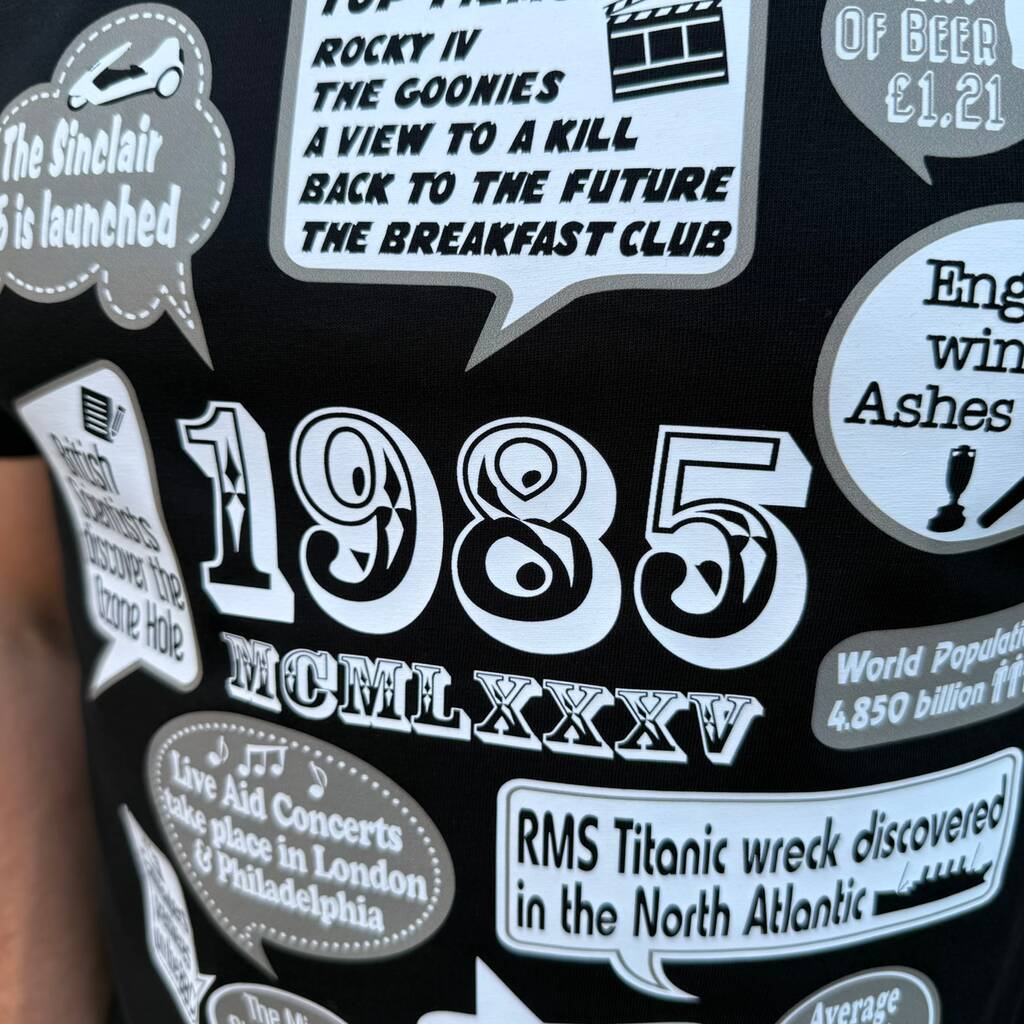 ROCKY IV
THE GOONIES
A VIEW TO A KILL
BACK TO THE FUTURE
THE BREAKFAST CLUB
OF BEER
£1.21
The Sinclair
is launched
Ashes
British
Scientists
discover the
Ozone Hole
1985
MCMLXXXV
World
4.850 billion
Live Aid Concerts
take place in London
& Philadelphia
RMS Titanic wreck discovered
in the North Atlantic
The
Average